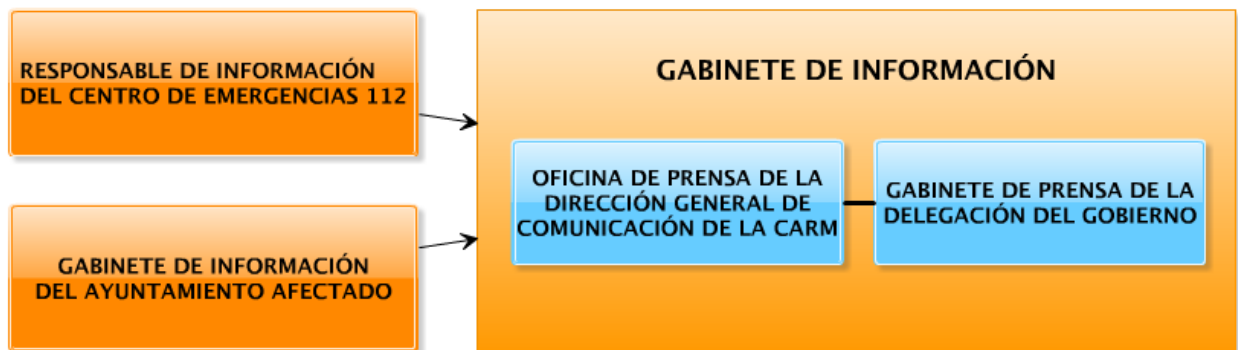 RESPONSABLE DE INFORMACIÓN
DEL CENTRO DE EMERGENCIAS 112
GABINETE DE INFORMACIÓN
DEL AYUNTAMIENTO AFECTADO
GABINETE DE INFORMACIÓN
OFICINA DE PRENSA DE LA
DIRECCIÓN GENERAL DE
COMUNICACIÓN DE LA CARM
GABINETE DE PRENSA DE LA
DELEGACIÓN DEL GOBIERNO